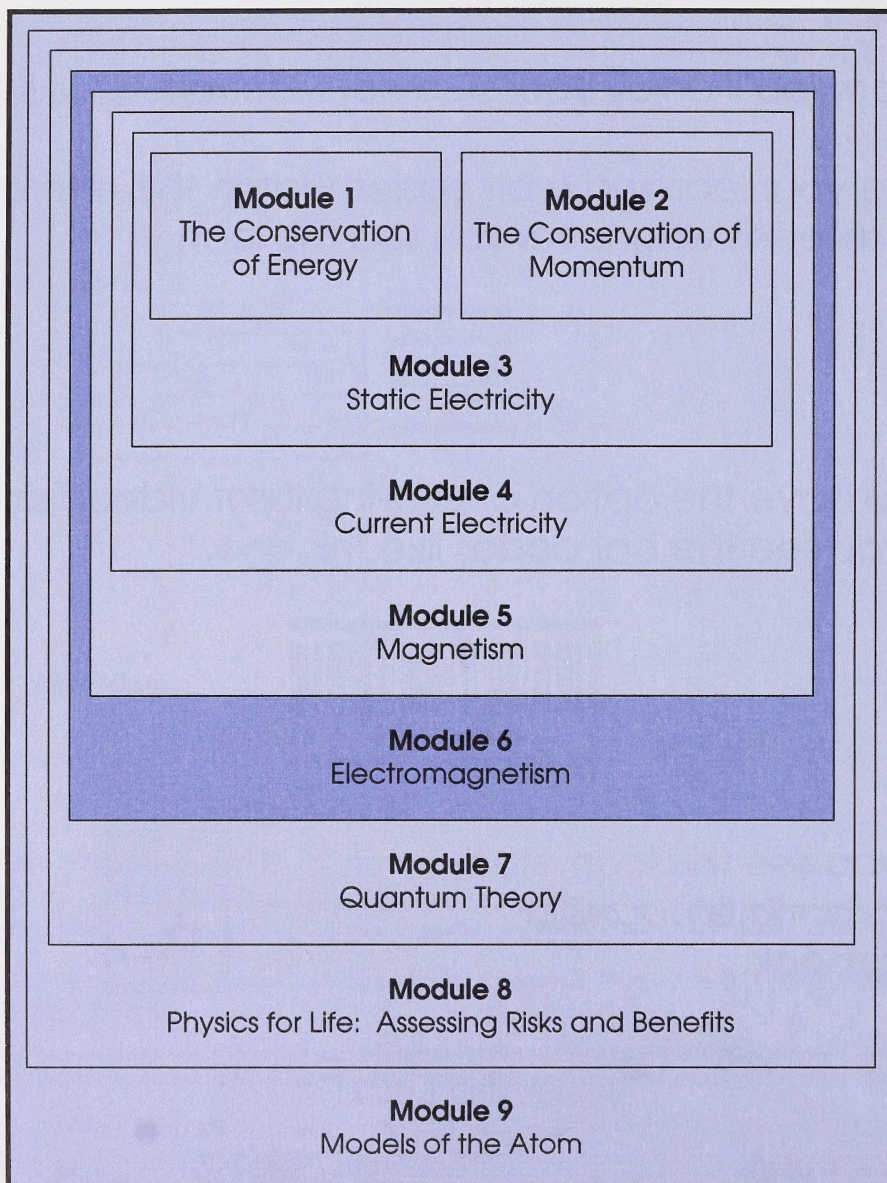 Module 1
The Conservation
of Energy
Module 2
The Conservation of
Momentum
Module 3
Static Electricity
Module 4
Current Electricity
Module 5
Magnetism
Module 6
Electromagnetism
Module 7
Quantum Theory
Module 8
Physics for Life: Assessing Risks and Benefits
Module 9
Models of the Atom